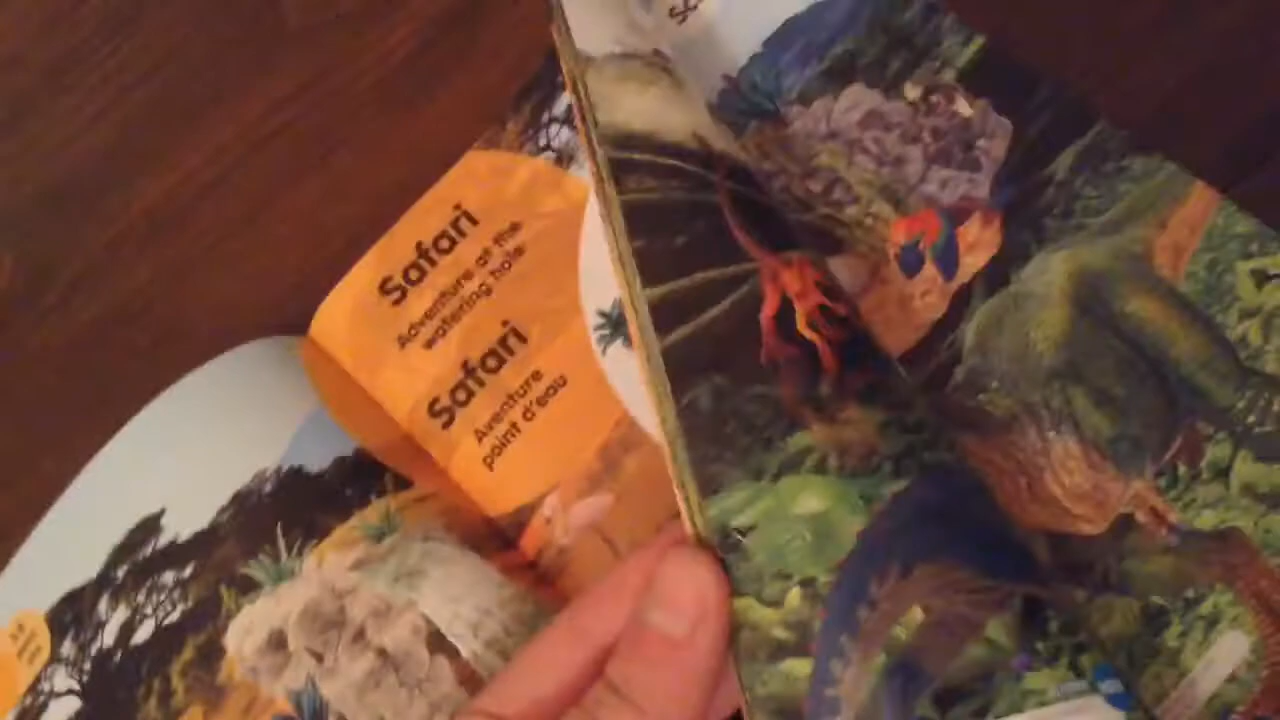 Safari
Adventure at the
watering hole
Safari
Aventure
point d'eau